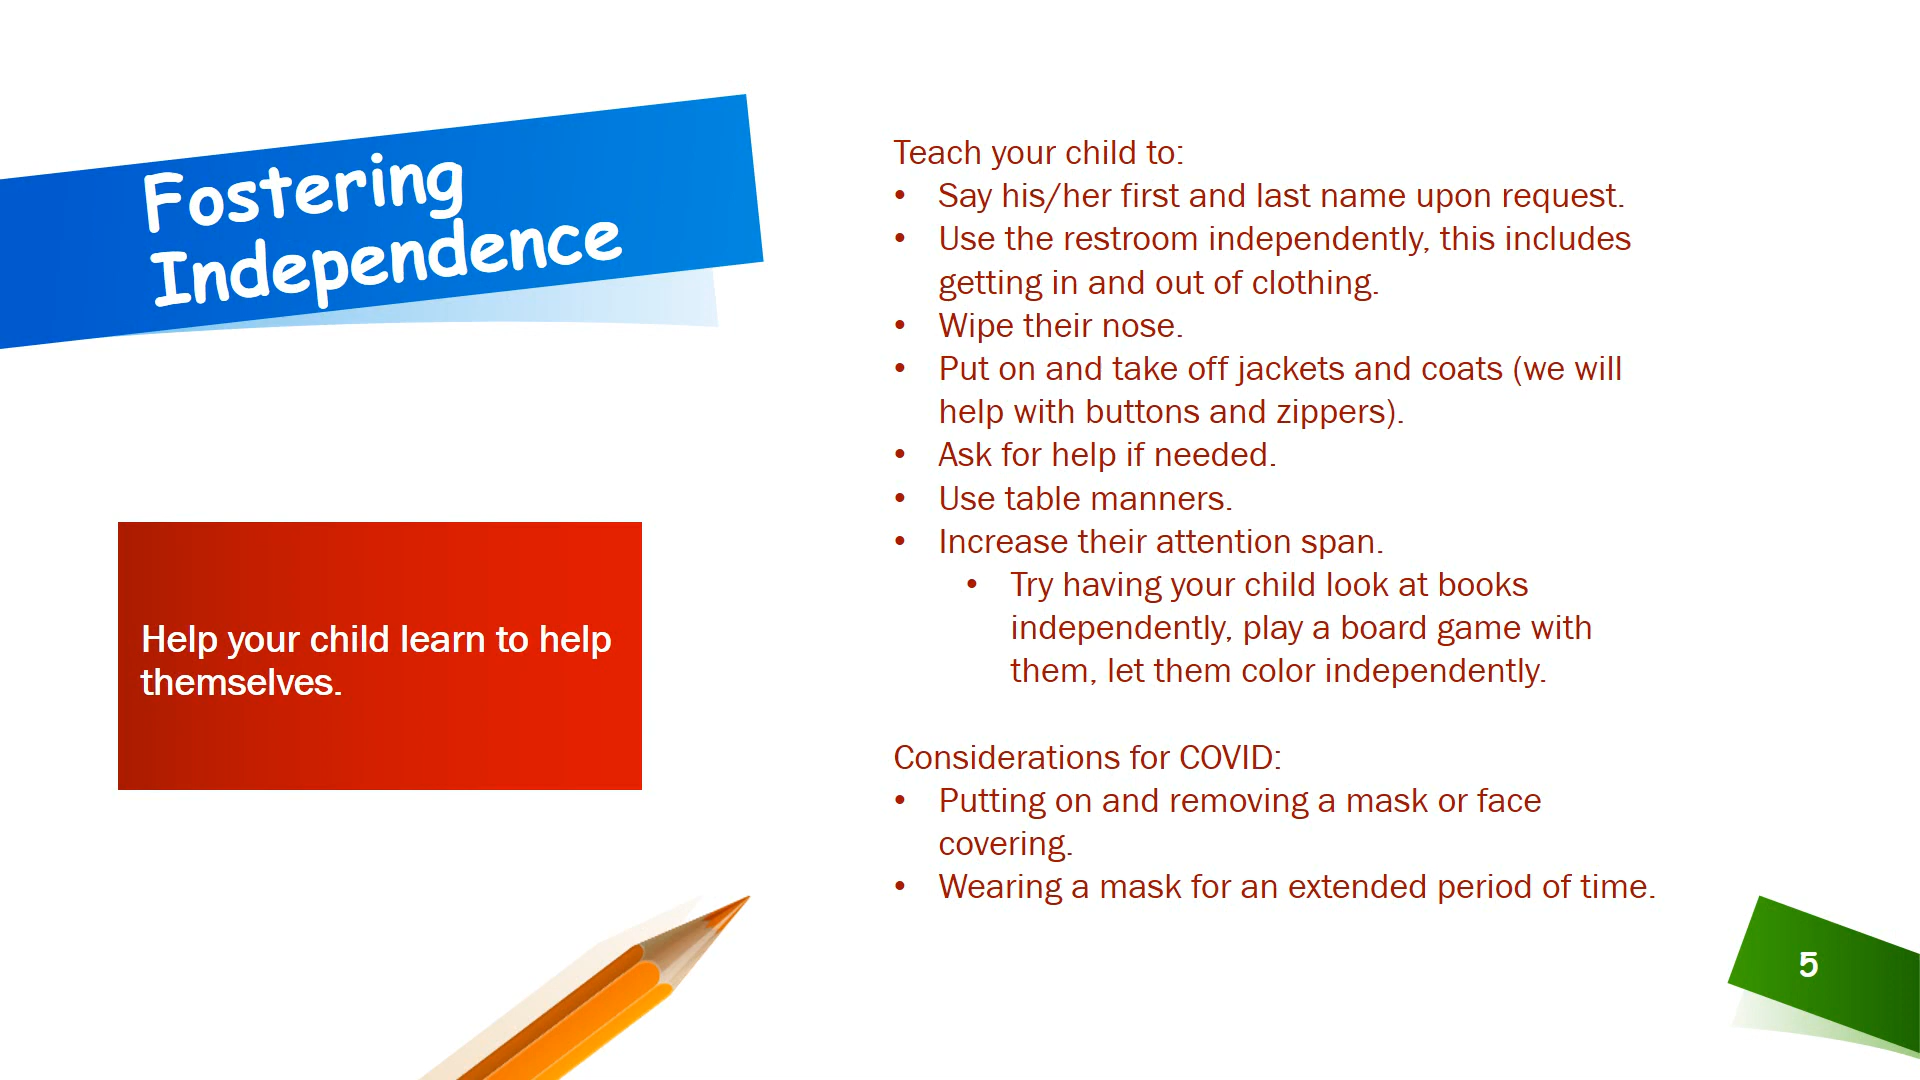 Fostering
Independence
Help your child learn to help
themselves.
Teach your child to:
• Say his/her first and last name upon request.
• Use the restroom independently, this includes
getting in and out of clothing.
• Wipe their nose.
• Put on and take off jackets and coats (we will
help with buttons and zippers).
• Ask for help if needed.
• Use table manners.
• Increase their attention span.
• Try having your child look at books
independently, play a board game with
them, let them color independently.
Considerations for COVID:
• Putting on and removing a mask or face
covering.
• Wearing a mask for an extended period of time.
5